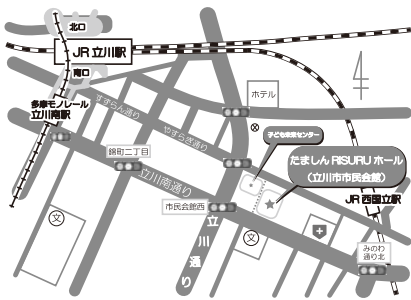 北口
JR 立川駅
南口
多摩モノレール
立川南駅
すずらん通り
やすらぎ通り
ホテル
子ども未来センター
たましん RISURU ホール
(立川市市民会館)
錦町二丁目
立川南通り
市民会館西
JR 西国立駅
立川通り
文
文
みのわ
通り北